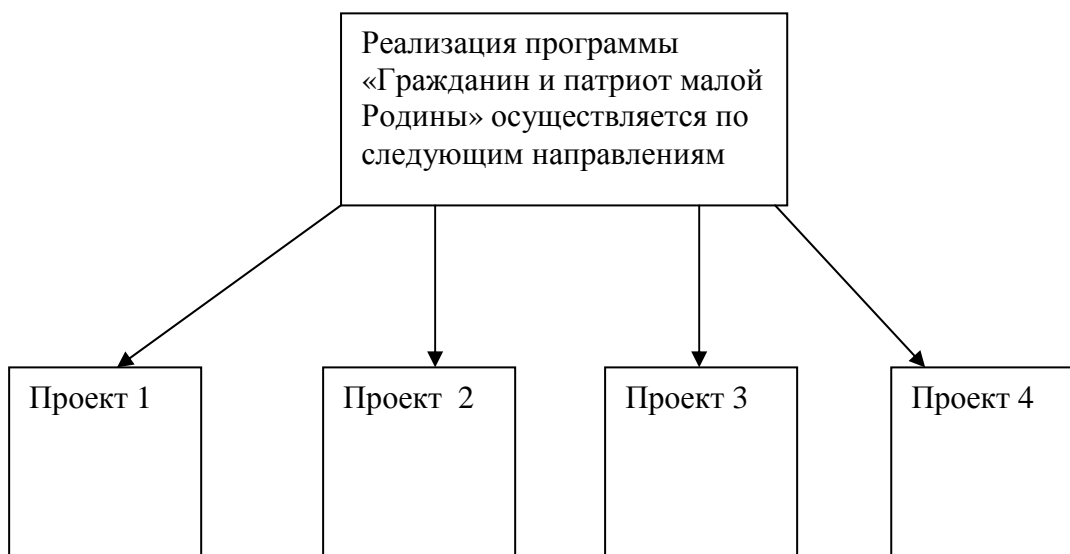 Реализация программы
«Гражданин и патриот малой
Родины» осуществляется по
следующим направлениям
Проект 1
Проект  2
Проект 3
Проект 4